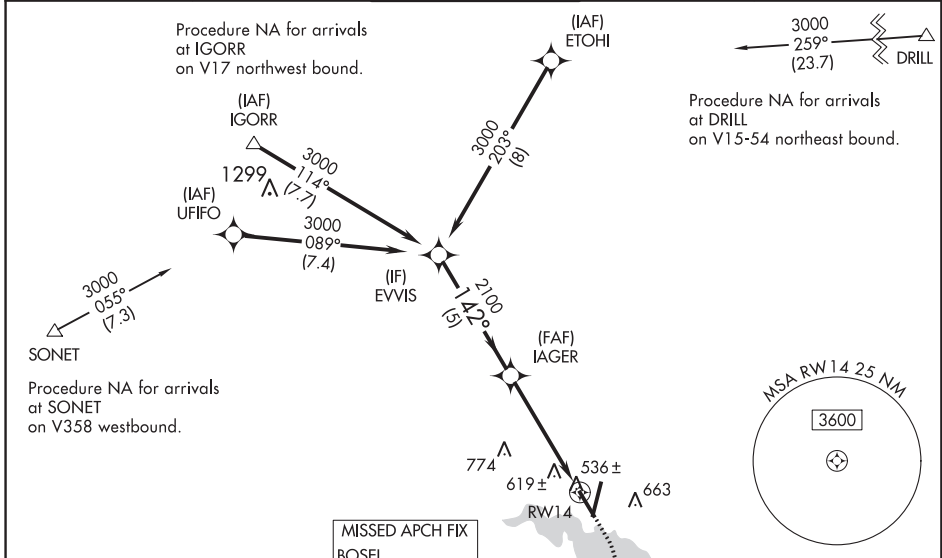 Procedure NA for arrivals
at IGORR
on V17 northwest bound.
(IAF)
ETOHI
3000
259°
(23.7)
DRILL
Procedure NA for arrivals
at DRILL
on V15-54 northeast bound.
(IAF)
IGORR
3000
114°
(7.7)
3000
203°
(8)
1299
(IAF)
UFIFO
3000
089°
(7.4)
(IF)
EVVIS
3000
055°
(7.3)
SONET
Procedure NA for arrivals
at SONET
on V358 westbound.
2100
142°
(5)
(FAF)
IAGER
MSA RW14 25 NM
3600
774
619±
536±
663
RW14
MISSED APCH FIX
BOSEL